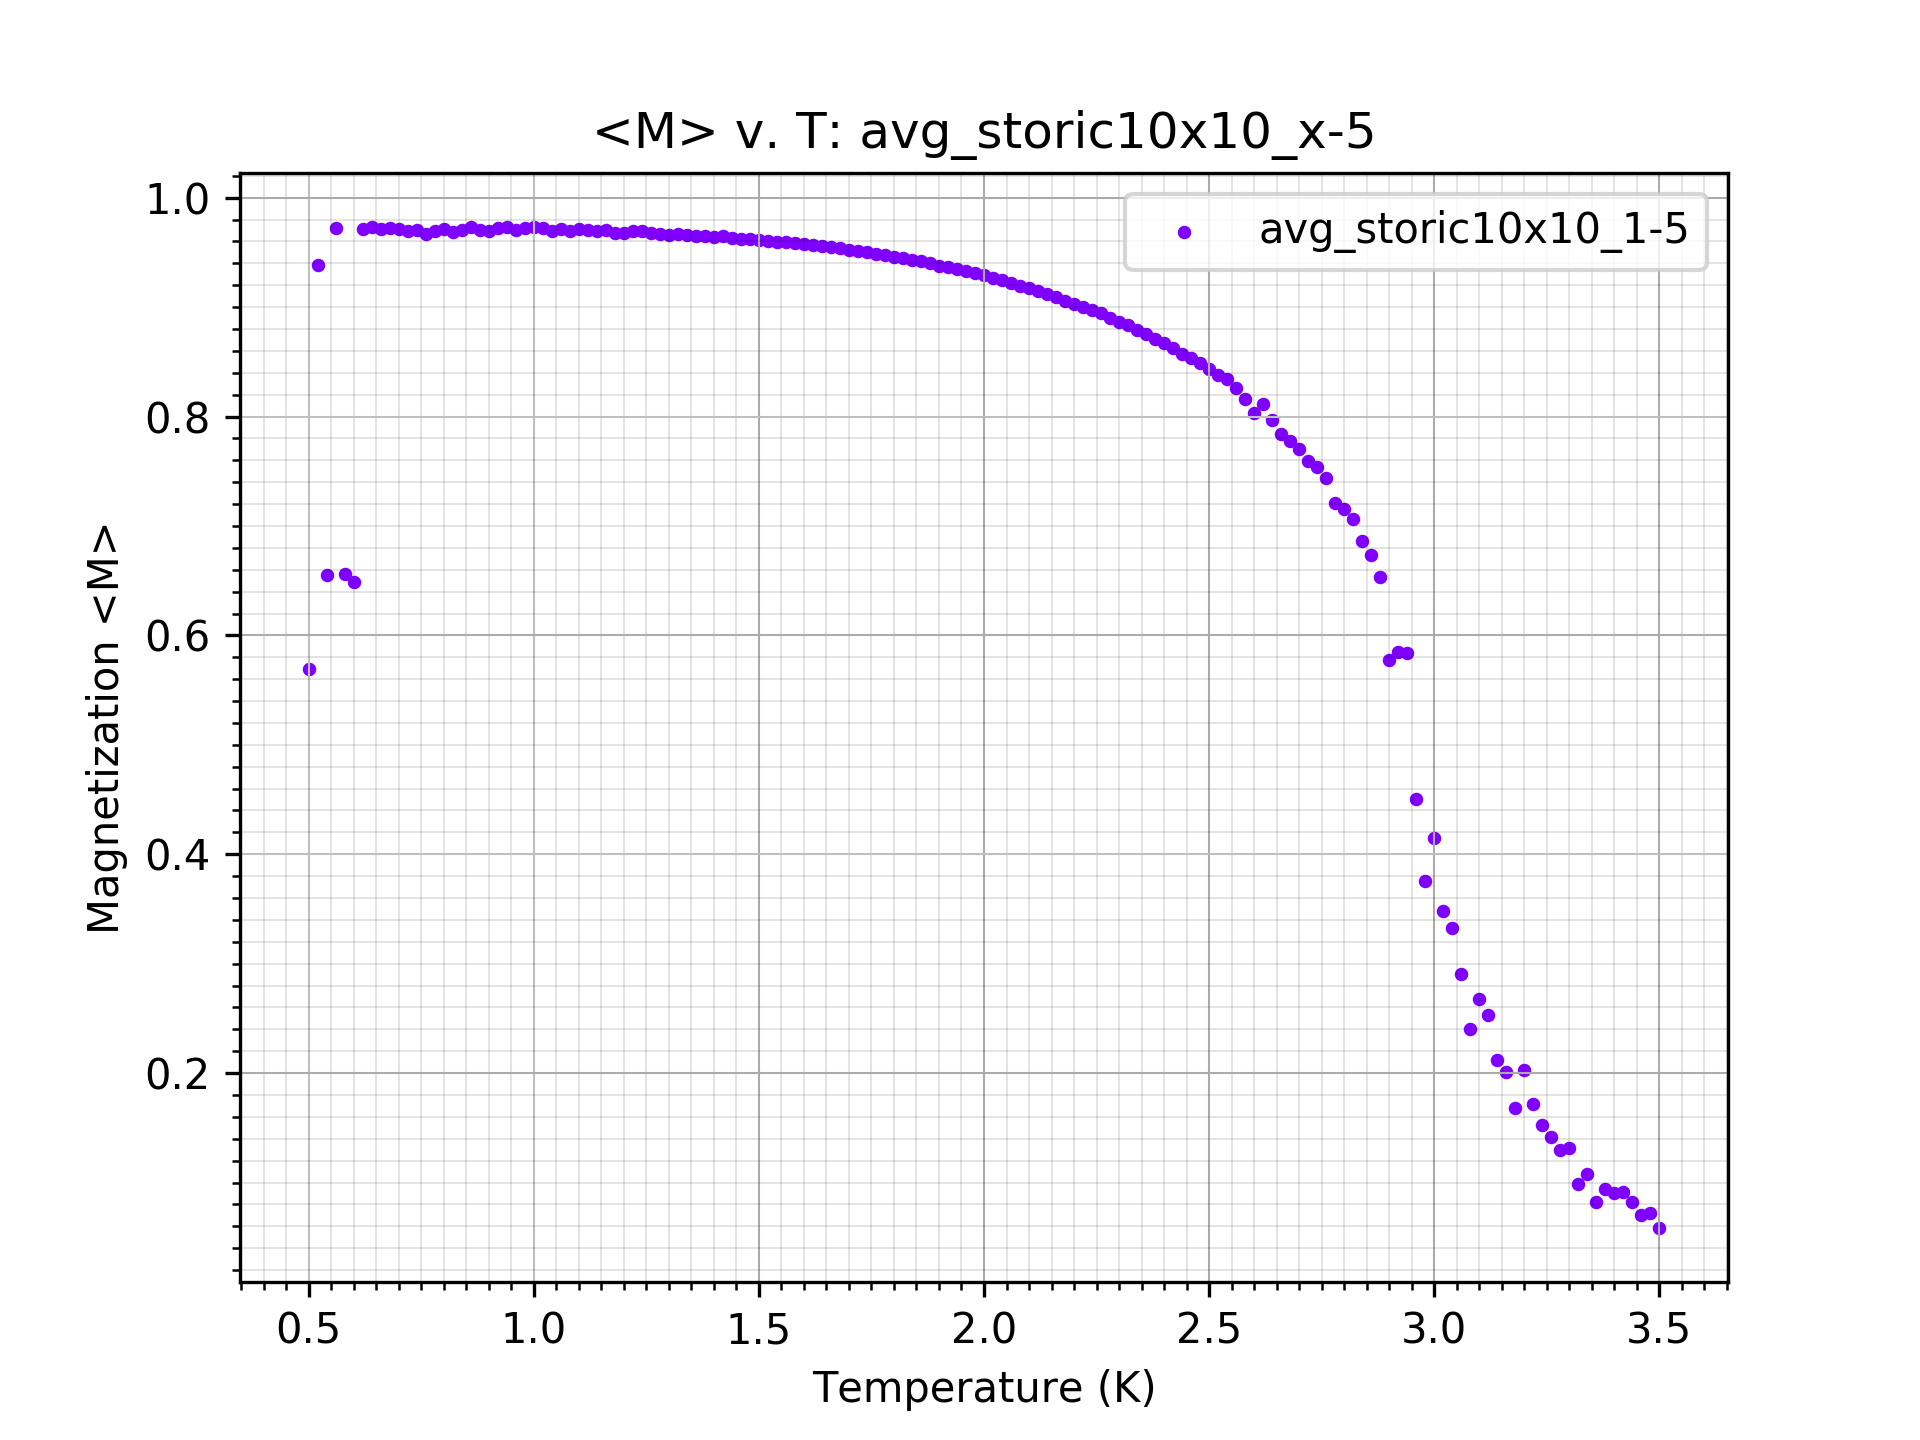 <M> v. T: avg_storic10x10_x-5
avg_storic10x10_1-5
Magnetization <M>
1.0
0.8
0.6
0.4
0.2
0.5 1.0 1.5 2.0 2.5 3.0 3.5
Temperature (K)